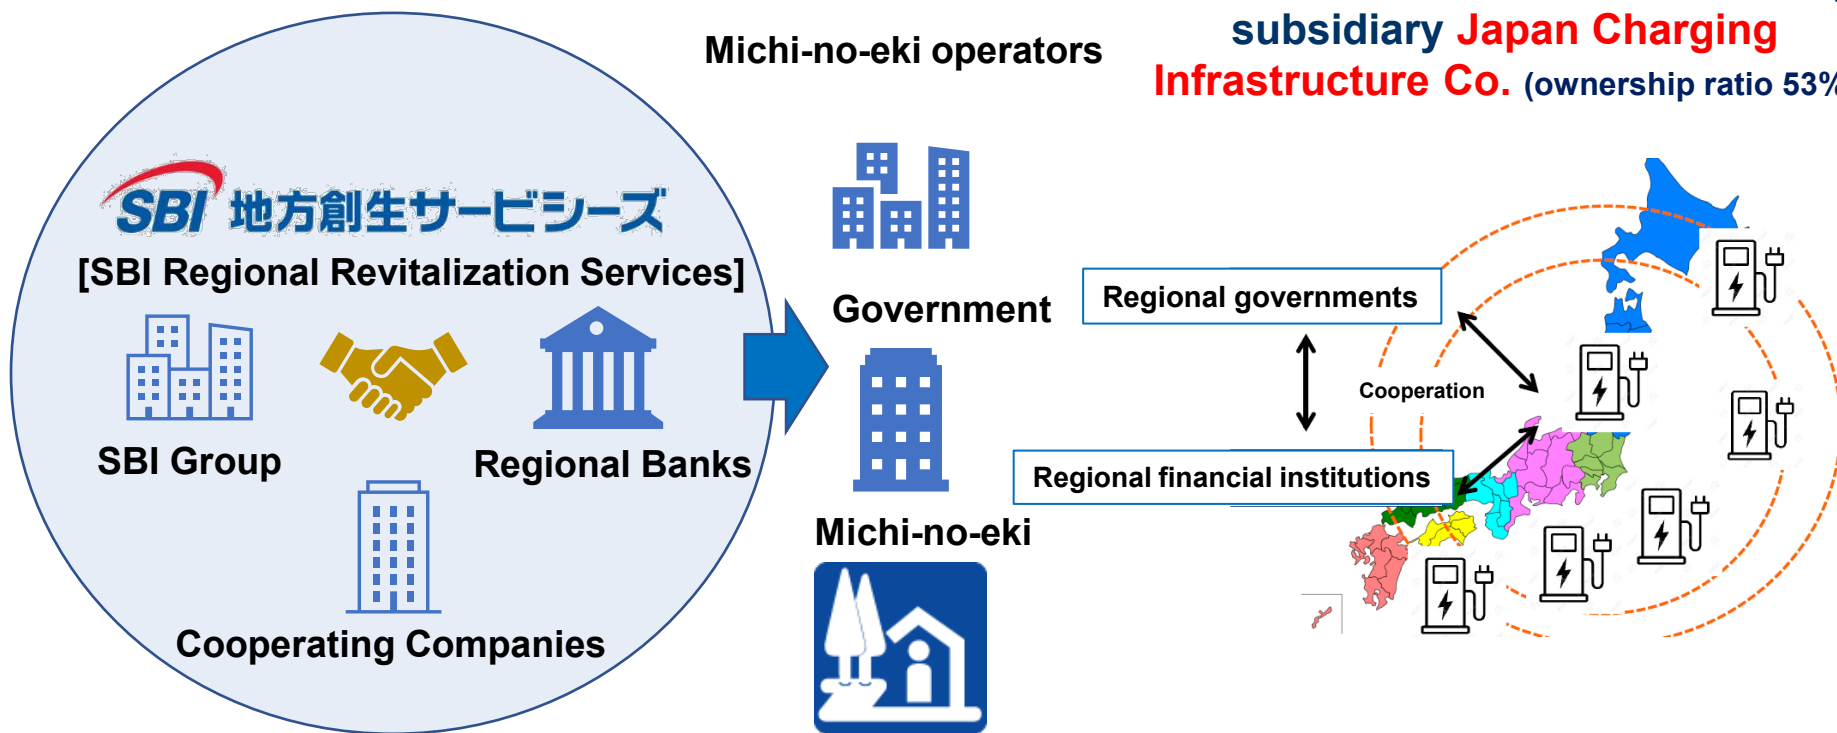 subsidiary Japan Charging
Infrastructure Co. (ownership ratio 53%
Michi-no-eki operators
SBI 地方創生サービシーズ
[SBI Regional Revitalization Services]
SBI Group
Regional Banks
Cooperating Companies
Government
Michi-no-eki
Regional governments
Cooperation
Regional financial institutions